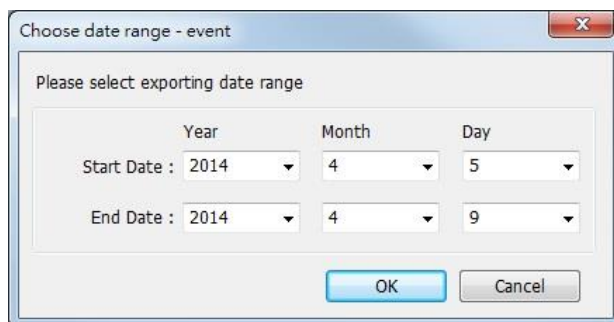 Choose date range - event
Please select exporting date range
Year Month Day
Start Date : 2014 4 5
End Date : 2014 4 9
OK Cancel